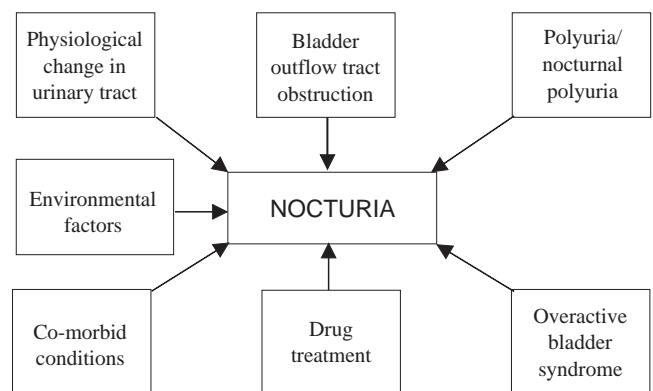 Physiological
change in
urinary tract
Bladder
outflow tract
obstruction
Polyuria/
nocturnal
polyuria
Environmental
factors
NOCTURIA
Co-morbid
conditions
Drug
treatment
Overactive
bladder
syndrome